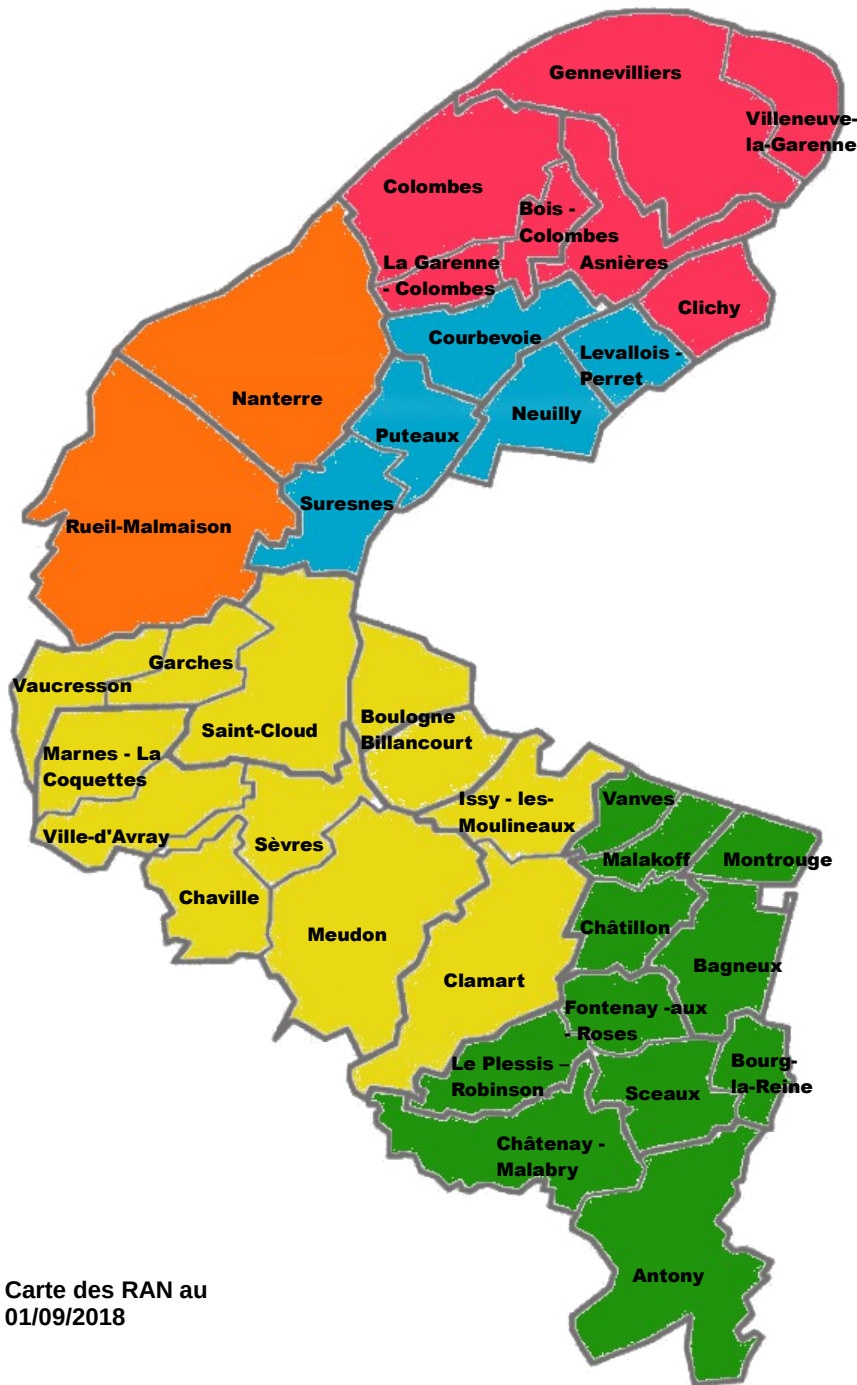 Gennevilliers
Villeneuve-
la-Garenne
Colombes
Bois -
Colombes
La Garenne
- Colombes
Asnières
Clichy
Courbevoie
Levallois -
Perret
Nanterre
Neuilly
Puteaux
Suresnes
Rueil-Malmaison
Garches
Vaucresson
Saint-Cloud
Boulogne
Billancourt
Marnes - La
Coquettes
Issy - les-
Moulineaux
Vanves
Ville-d'Avray
Sèvres
Malakoff
Montrouge
Chaville
Châtillon
Meudon
Bagneux
Clamart
Fontenay -aux
- Roses
Le Plessis –
Robinson
Bourg-
la-Reine
Sceaux
Châtenay -
Malabry
Antony
Carte des RAN au
01/09/2018